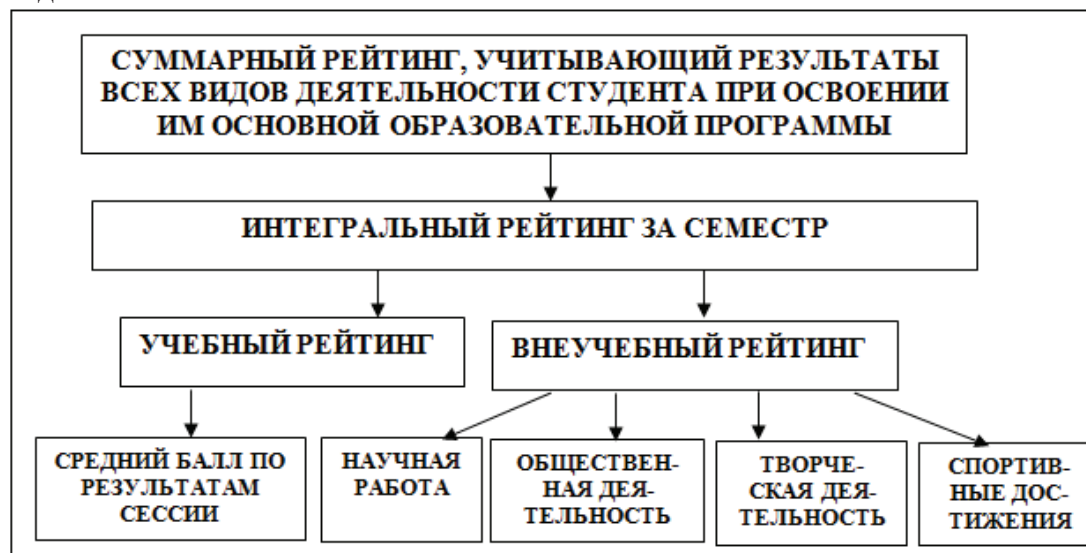 СУММАРНЫЙ РЕЙТИНГ, УЧИТЫВАЮЩИЙ РЕЗУЛЬТАТЫ
ВСЕХ ВИДОВ ДЕЯТЕЛЬНОСТИ СТУДЕНТА ПРИ ОСВОЕНИИ
ИМ ОСНОВНОЙ ОБРАЗОВАТЕЛЬНОЙ ПРОГРАММЫ
ИНТЕГРАЛЬНЫЙ РЕЙТИНГ ЗА СЕМЕСТР
УЧЕБНЫЙ РЕЙТИНГ
ВНЕУЧЕБНЫЙ РЕЙТИНГ
СРЕДНИЙ БАЛЛ ПО
РЕЗУЛЬТАТАМ
СЕССИИ
НАУЧНАЯ
РАБОТА
ОБЩЕСТВЕН-
НАЯ ДЕЯ-
ТЕЛЬНОСТЬ
ТВОРЧЕ-
СКАЯ ДЕЯ-
ТЕЛЬНОСТЬ
СПОРТИВ-
НЫЕ ДОС-
ТИЖЕНИЯ